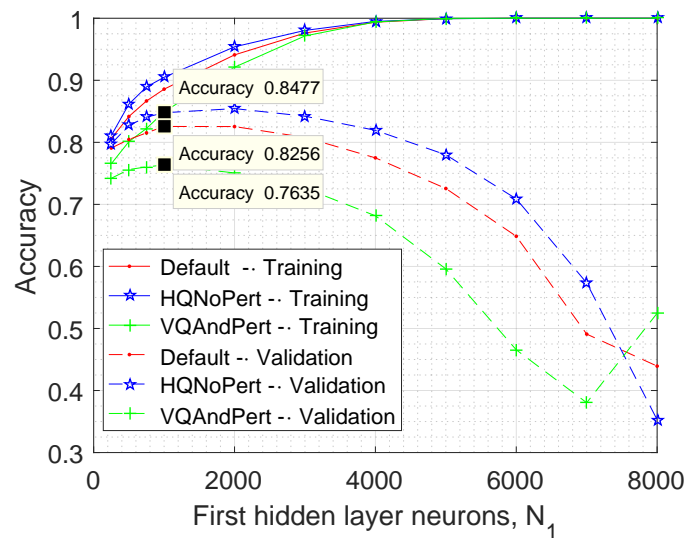 1
0.9
0.8
0.7
0.6
0.5
0.4
0.3
Accuracy
Accuracy 0.8477
Accuracy 0.8256
Accuracy 0.7635
Default -· Training
HQNoPert -· Training
VQAndPert -· Training
Default -· Validation
HQNoPert -· Validation
VQAndPert -· Validation
0 2000 4000 6000 8000
First hidden layer neurons, N₁